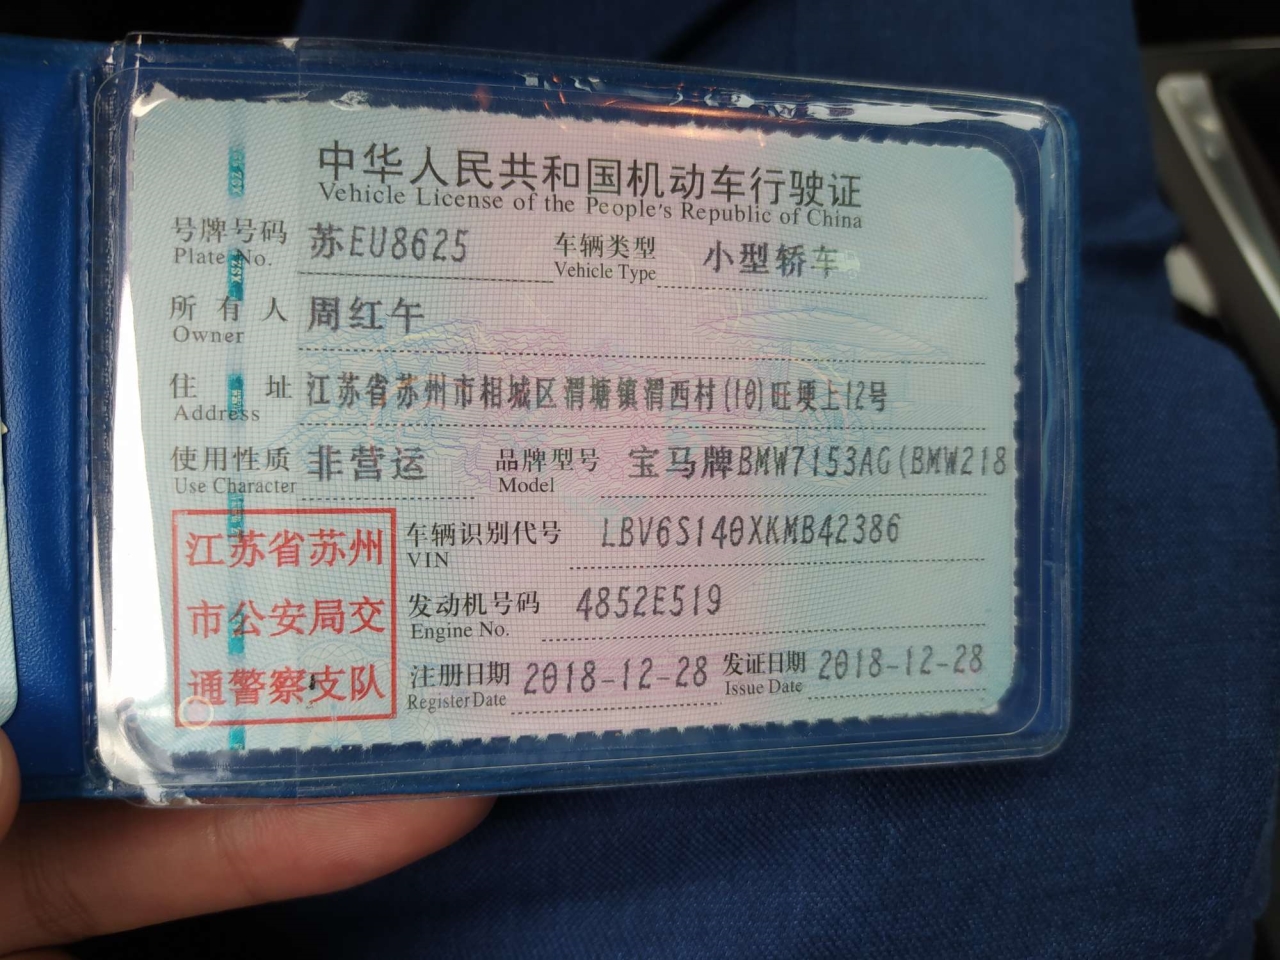 中华人民共和国机动车行驶证
Vehicle License of the People's Republic of China
号牌号码 苏EU8625 车辆类型 小型轿车
Plate No. Vehicle Type
所有人 周红午
Owner
住址 江苏省苏州市相城区渭塘镇渭西村(10)旺埂上12号
Address
使用性质 非营运 品牌型号 宝马牌BMW7153AG(BMW218
Use Character Model
江苏省苏州
市公安局交
通警察支队
车辆识别代号 LBV6S140XKMB42386
VIN
发动机号码 4852E519
Engine No.
注册日期 2018-12-28 发证日期 2018-12-28
Register Date Issue Date